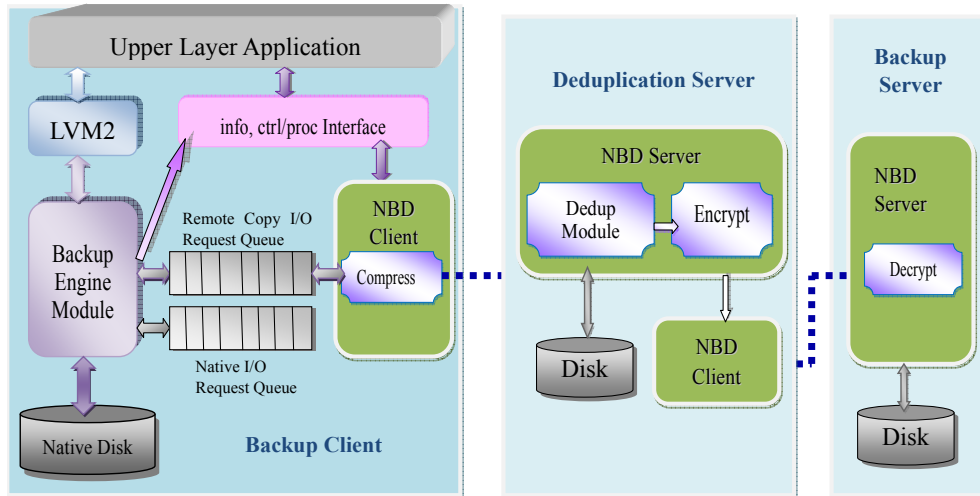 Upper Layer Application
LVM2
info, ctrl/proc Interface
Backup
Engine
Module
Remote Copy I/O
Request Queue
Native I/O
Request Queue
NBD
Client
Compress
Native Disk
Backup Client
Deduplication Server
NBD Server
Dedup
Module
Encrypt
Disk
NBD
Client
Backup
Server
NBD
Server
Decrypt
Disk